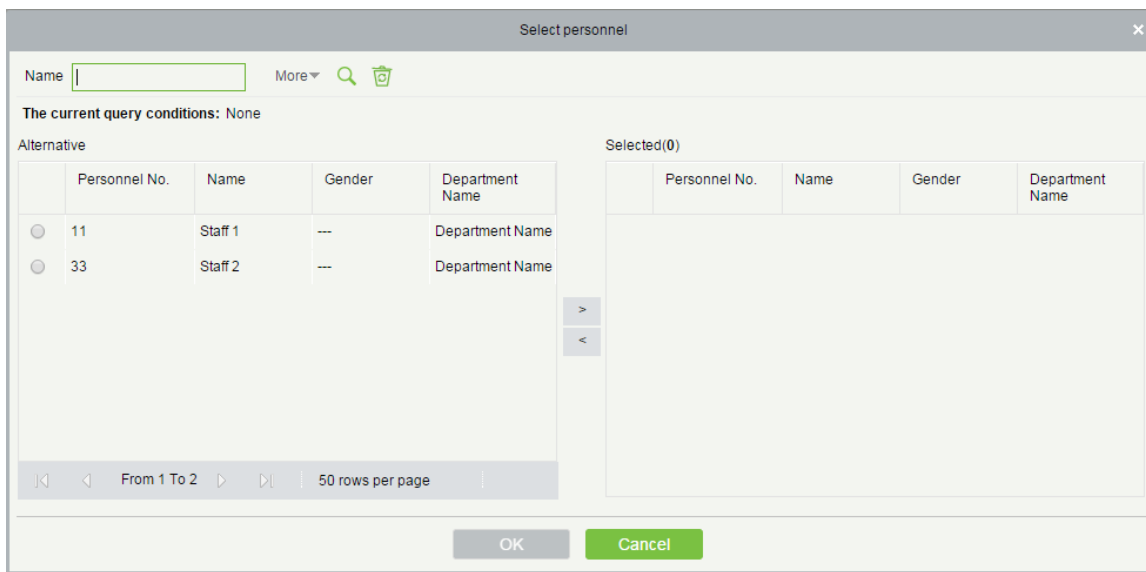 Select personnel ×
Name More
The current query conditions: None
Alternative Selected(0)
Personnel No. Name Gender Department Name Personnel No. Name Gender Department Name
11 Staff 1 --- Department Name
33 Staff 2 --- Department Name
>
<
From 1 To 2 50 rows per page
OK Cancel